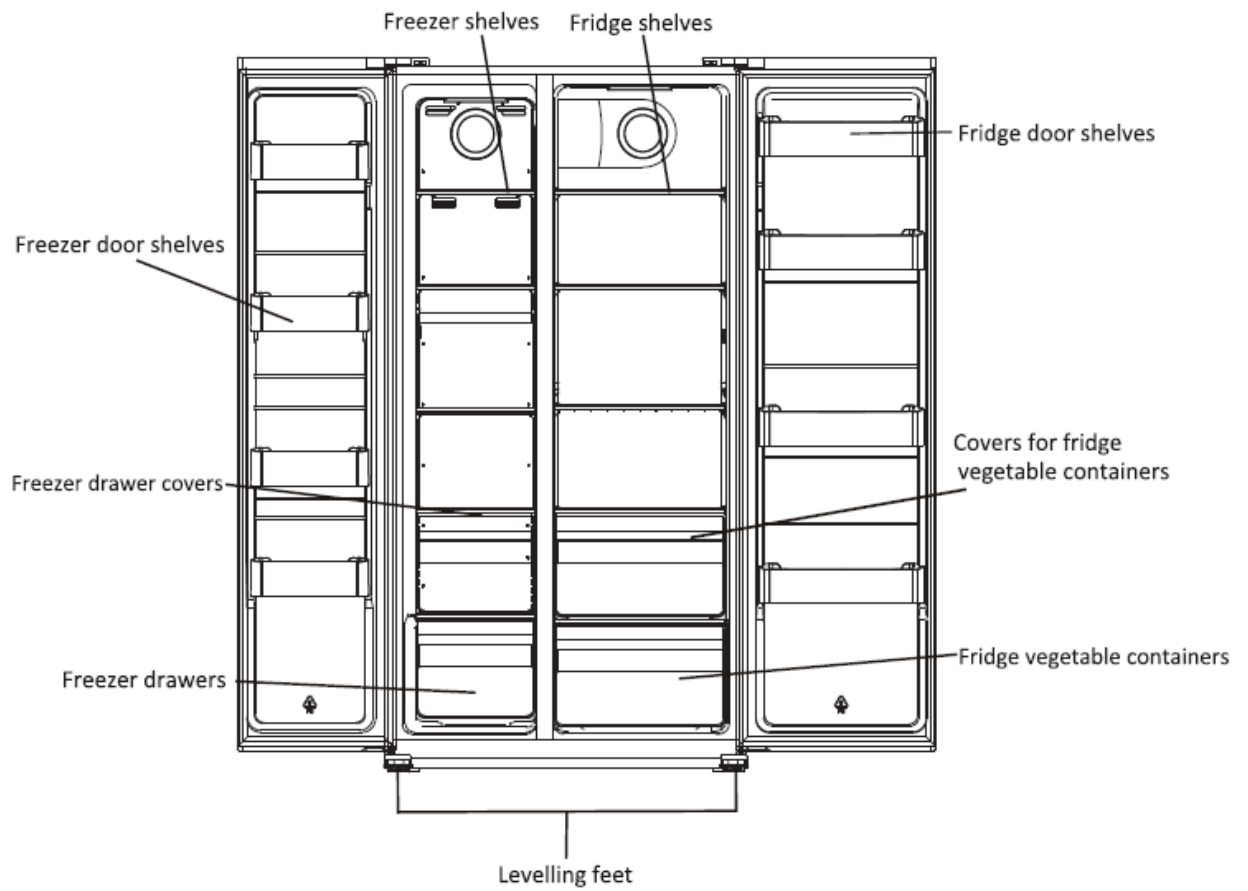 Freezer shelves
Fridge shelves
Fridge door shelves
Freezer door shelves
Covers for fridge
vegetable containers
Freezer drawer covers
Fridge vegetable containers
Freezer drawers
Levelling feet